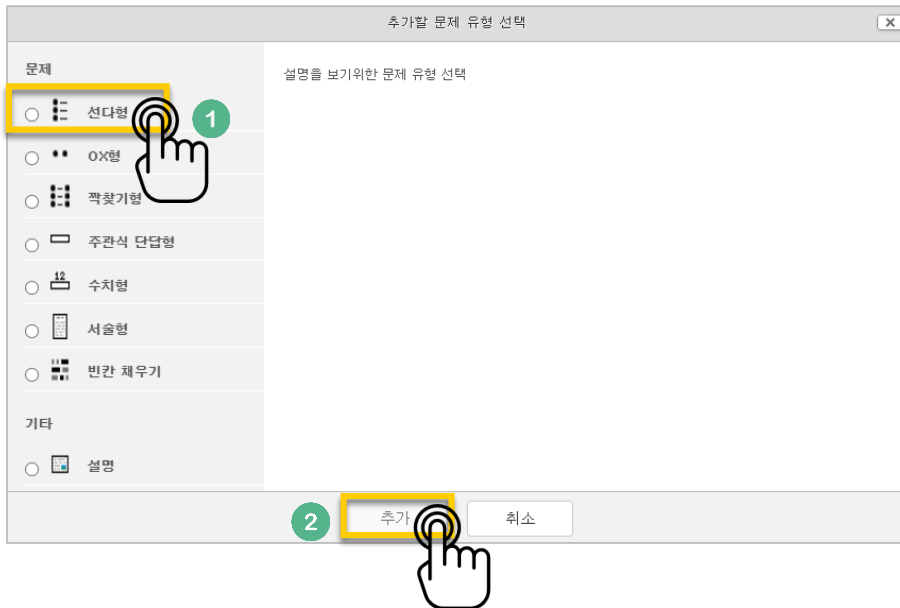 추가할 문제 유형 선택
문제
설명을 보기위한 문제 유형 선택
선다형
1
OX형
짝찾기형
주관식 단답형
12
수치형
서술형
빈칸 채우기
기타
설명
2
추가
취소